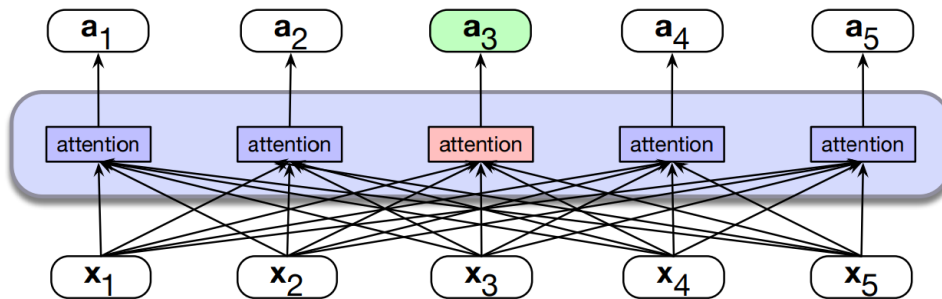 a1 a2 a3 a4 a5
attention attention attention attention attention
x1 x2 x3 x4 x5